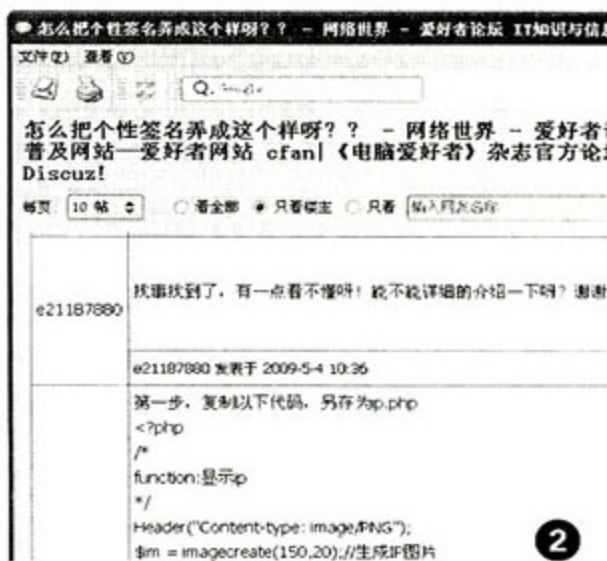 怎么把个性签名弄成这个样呀？？ - 网络世界 - 爱好者论坛 IT知识与信息
文件(F) 查看(V)
怎么把个性签名弄成这个样呀？？ - 网络世界 - 爱好者
普及网站—爱好者网站 cfan|《电脑爱好者》杂志官方论坛
Discuz!
每页 10 帖 看全部 只看楼主 只看 输入网友名称
e21187880
找事找到了，有一点看不懂呀！能不能详细的介绍一下呀？谢谢
e21187880 发表于 2009-5-4 10:36
第一步，复制以下代码，另存为ip.php
<?php
/*
function:显示ip
*/
Header("Content-type: image/PNG");
$im = imagecreate(150,20);//生成IP图片
2